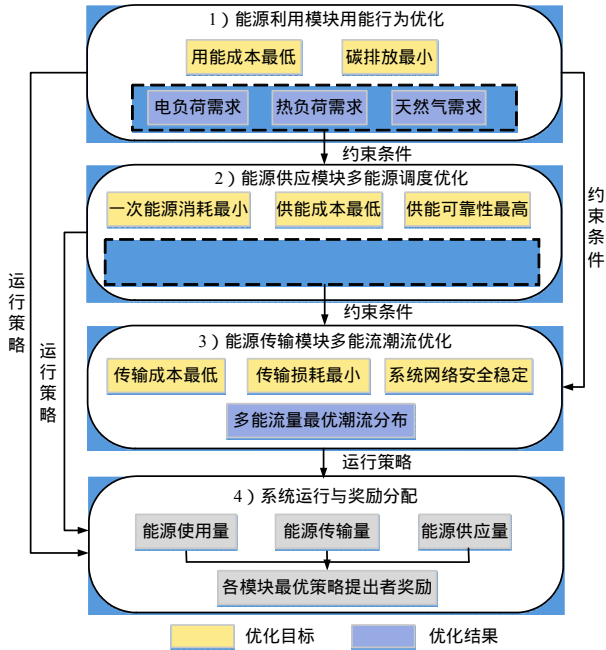 1）能源利用模块用能行为优化
用能成本最低 碳排放最小
电负荷需求 热负荷需求 天然气需求
约束条件
2）能源供应模块多能源调度优化
一次能源消耗最小 供能成本最低 供能可靠性最高
约束条件
运行策略
运行策略
约束条件
3）能源传输模块多能流潮流优化
传输成本最低 传输损耗最小 系统网络安全稳定
多能流量最优潮流分布
运行策略
4）系统运行与奖励分配
能源使用量 能源传输量 能源供应量
各模块最优策略提出者奖励
优化目标 优化结果